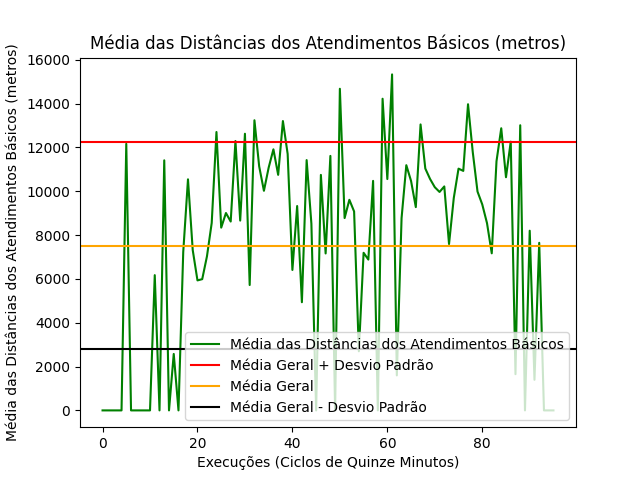 Média das Distâncias dos Atendimentos Básicos (metros)
Média das Distâncias dos Atendimentos Básicos (metros)
16000
14000
12000
10000
8000
6000
4000
2000
0
Média das Distâncias dos Atendimentos Básicos
Média Geral + Desvio Padrão
Média Geral
Média Geral - Desvio Padrão
0 20 40 60 80
Execuções (Ciclos de Quinze Minutos)